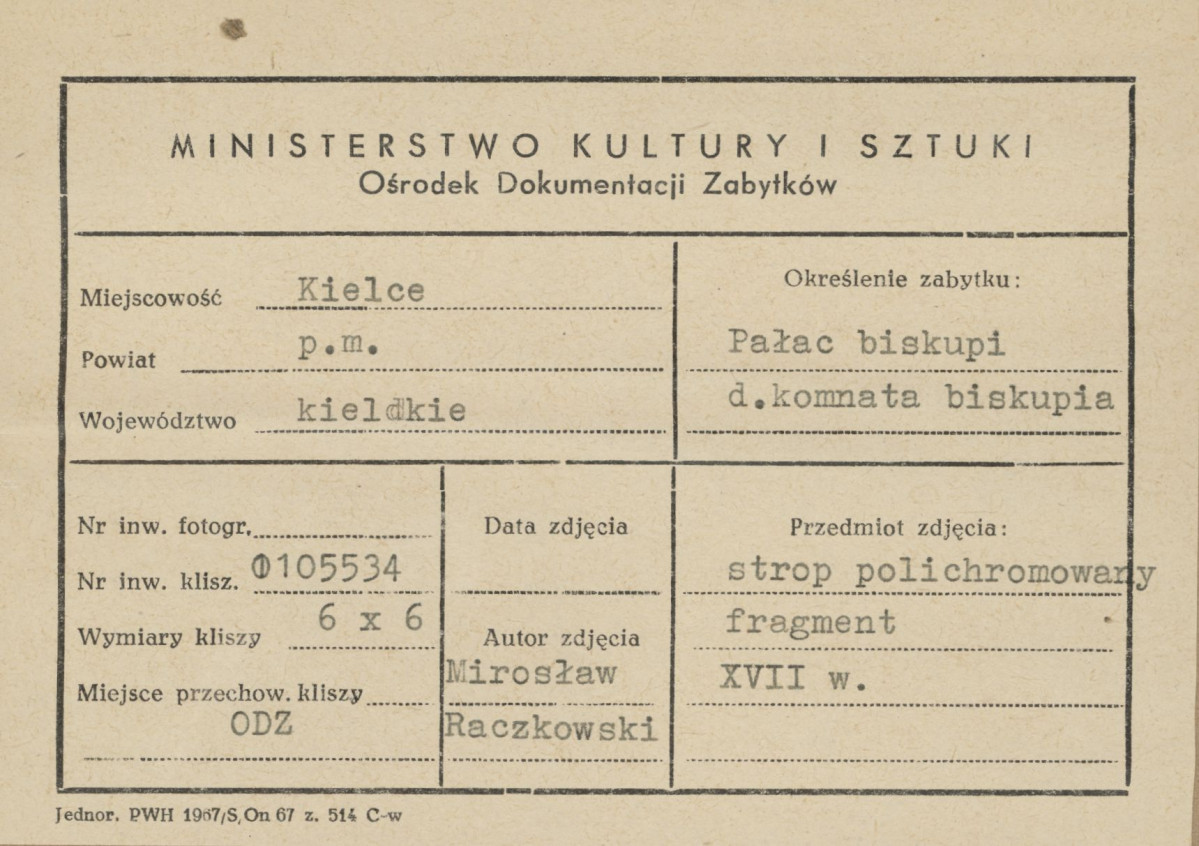 MINISTERSTWO KULTURY I SZTUKI
Ośrodek Dokumentacji Zabytków
Miejscowość Kielce
Powiat p.m.
Województwo kieleckie
Określenie zabytku:
Pałac biskupi
d.komnata biskupia
Nr inw. fotogr.
Nr inw. klisz. 0105534
Wymiary kliszy 6 x 6
Miejsce przechow. kliszy
ODZ
Data zdjęcia
Autor zdjęcia
Mirosław
Raczkowski
Przedmiot zdjęcia:
strop polichromowany
fragment
XVII w.
Jednor. PWH 1967/S,On 67 z. 514 C-w